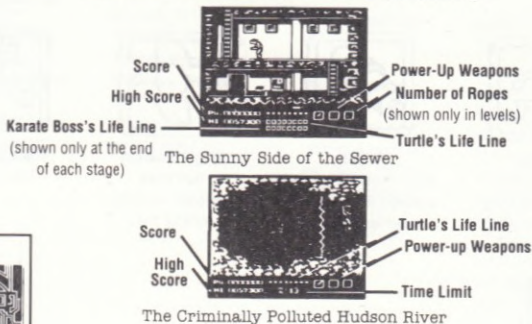 Score
High Score
Karate Boss's Life Line
(shown only at the end
of each stage)
Power-Up Weapons
Number of Ropes
(shown only in levels)
Turtle's Life Line
The Sunny Side of the Sewer
Score
High
Score
Turtle's Life Line
Power-up Weapons
Time Limit
The Criminally Polluted Hudson River